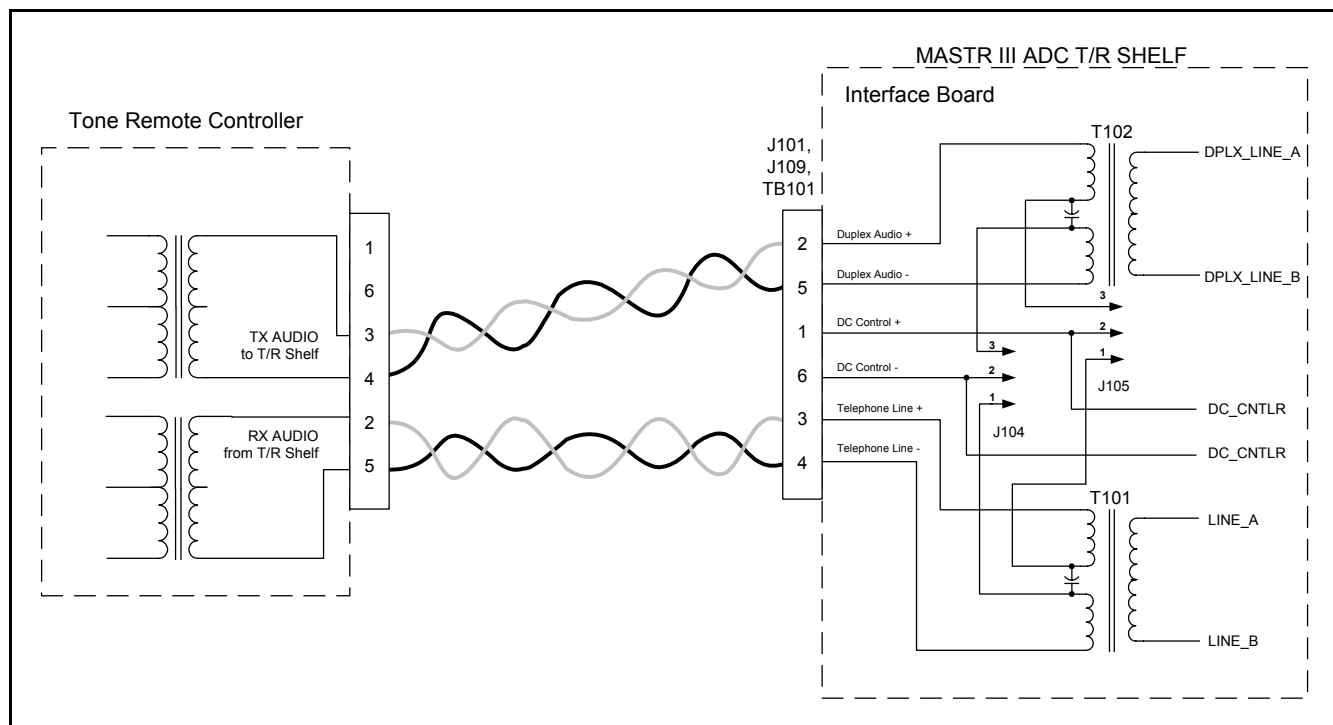 MASTR III ADC T/R SHELF
Interface Board
Tone Remote Controller
J101,
J109,
TB101
T102
DPLX_LINE_A
DPLX_LINE_B
1
6
3
4
2
5
TX AUDIO
to T/R Shelf
RX AUDIO
from T/R Shelf
2
5
1
6
3
4
Duplex Audio +
Duplex Audio -
DC Control +
DC Control -
Telephone Line +
Telephone Line -
3
2
1
J105
3
2
1
J104
DC_CNTLR
DC_CNTLR
T101
LINE_A
LINE_B